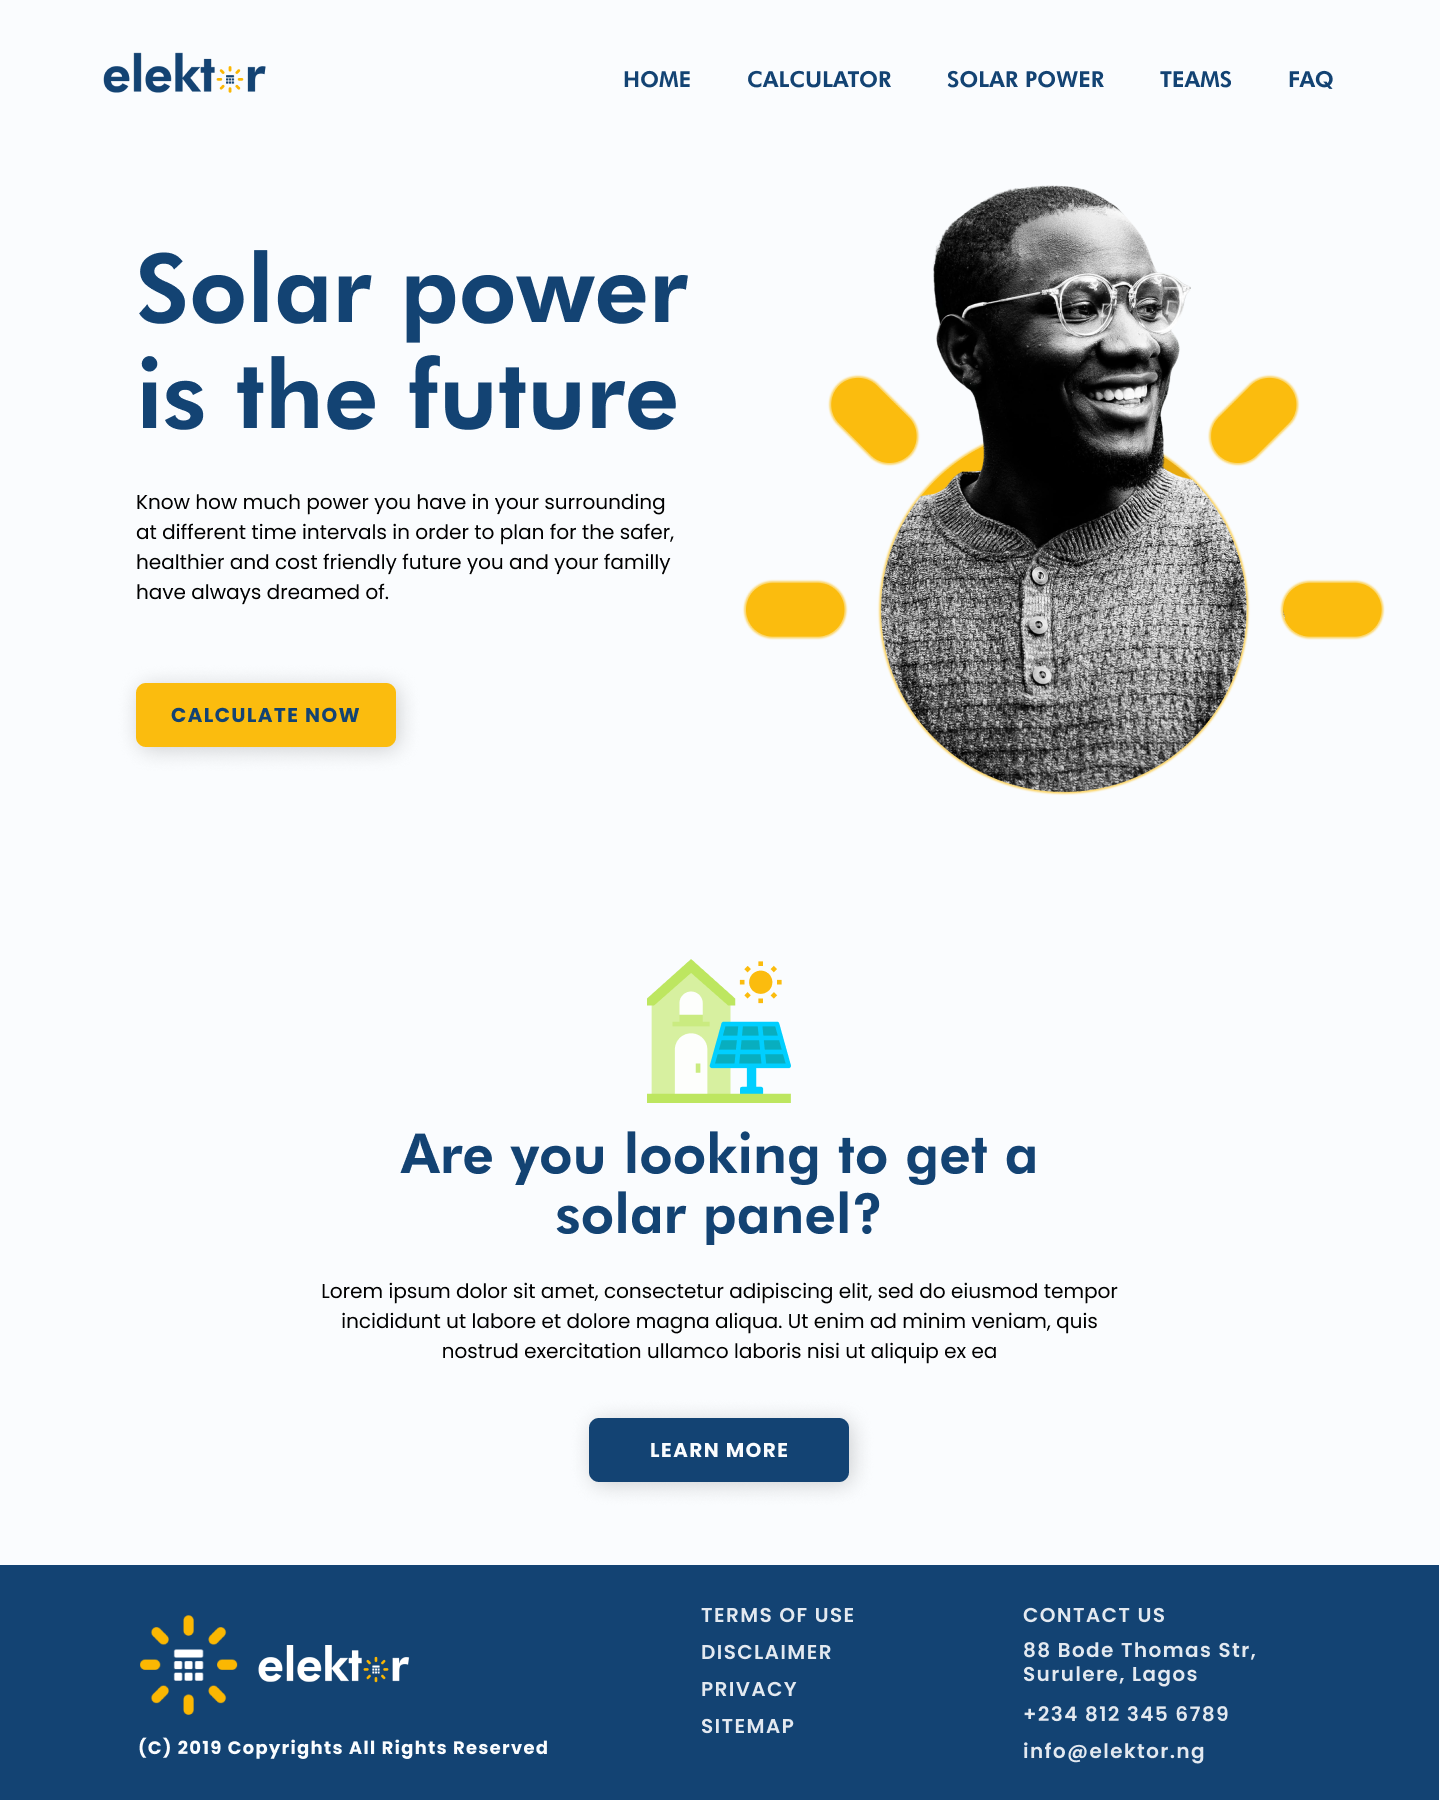 elektor
HOME CALCULATOR SOLAR POWER TEAMS FAQ
Solar power
is the future
Know how much power you have in your surrounding
at different time intervals in order to plan for the safer,
healthier and cost friendly future you and your familly
have always dreamed of.
CALCULATE NOW
Are you looking to get a
solar panel?
Lorem ipsum dolor sit amet, consectetur adipiscing elit, sed do eiusmod tempor
incididunt ut labore et dolore magna aliqua. Ut enim ad minim veniam, quis
nostrud exercitation ullamco laboris nisi ut aliquip ex ea
LEARN MORE
elektor
(C) 2019 Copyrights All Rights Reserved
TERMS OF USE
DISCLAIMER
PRIVACY
SITEMAP
CONTACT US
88 Bode Thomas Str,
Surulere, Lagos
+234 812 345 6789
info@elektor.ng